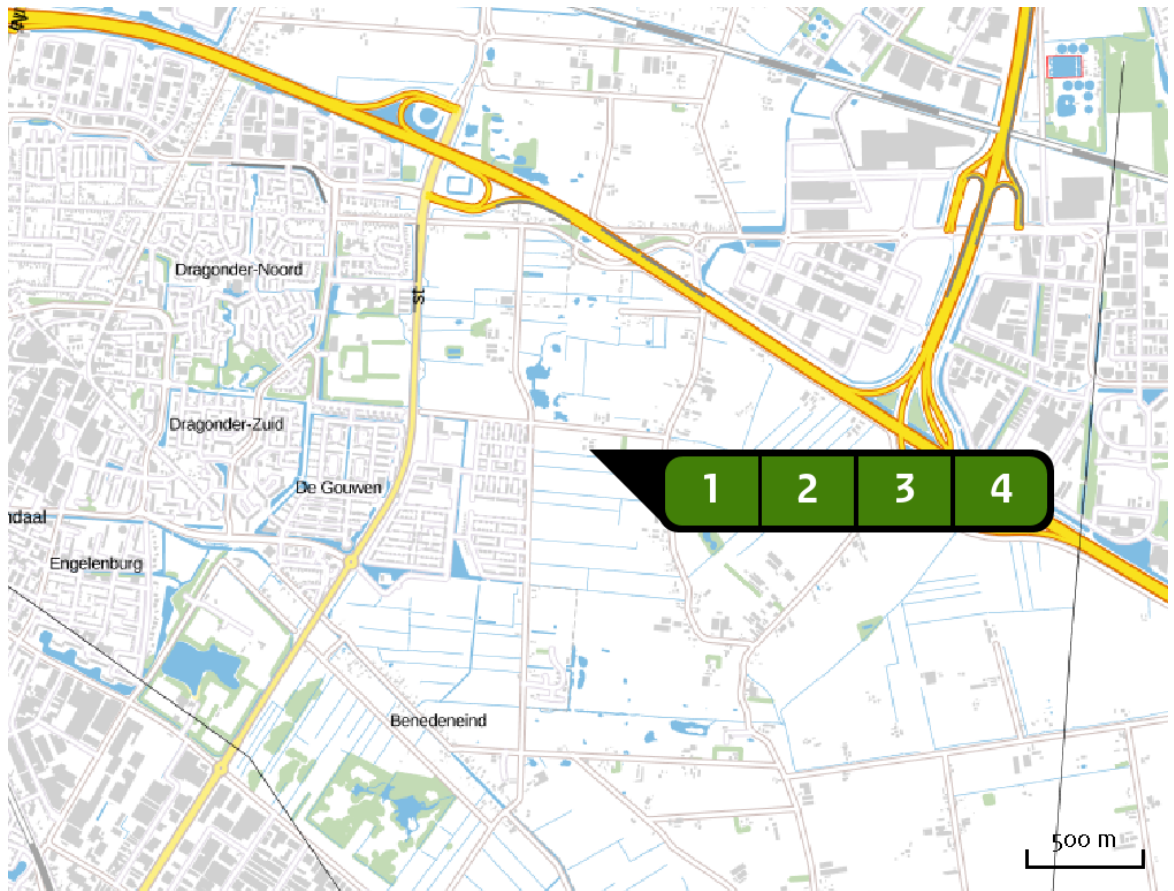 Dragonder-Noord
Dragonder-Zuid
De Gouwen
1 2 3 4
ndaal
Engelenburg
Benedeneind
500 m